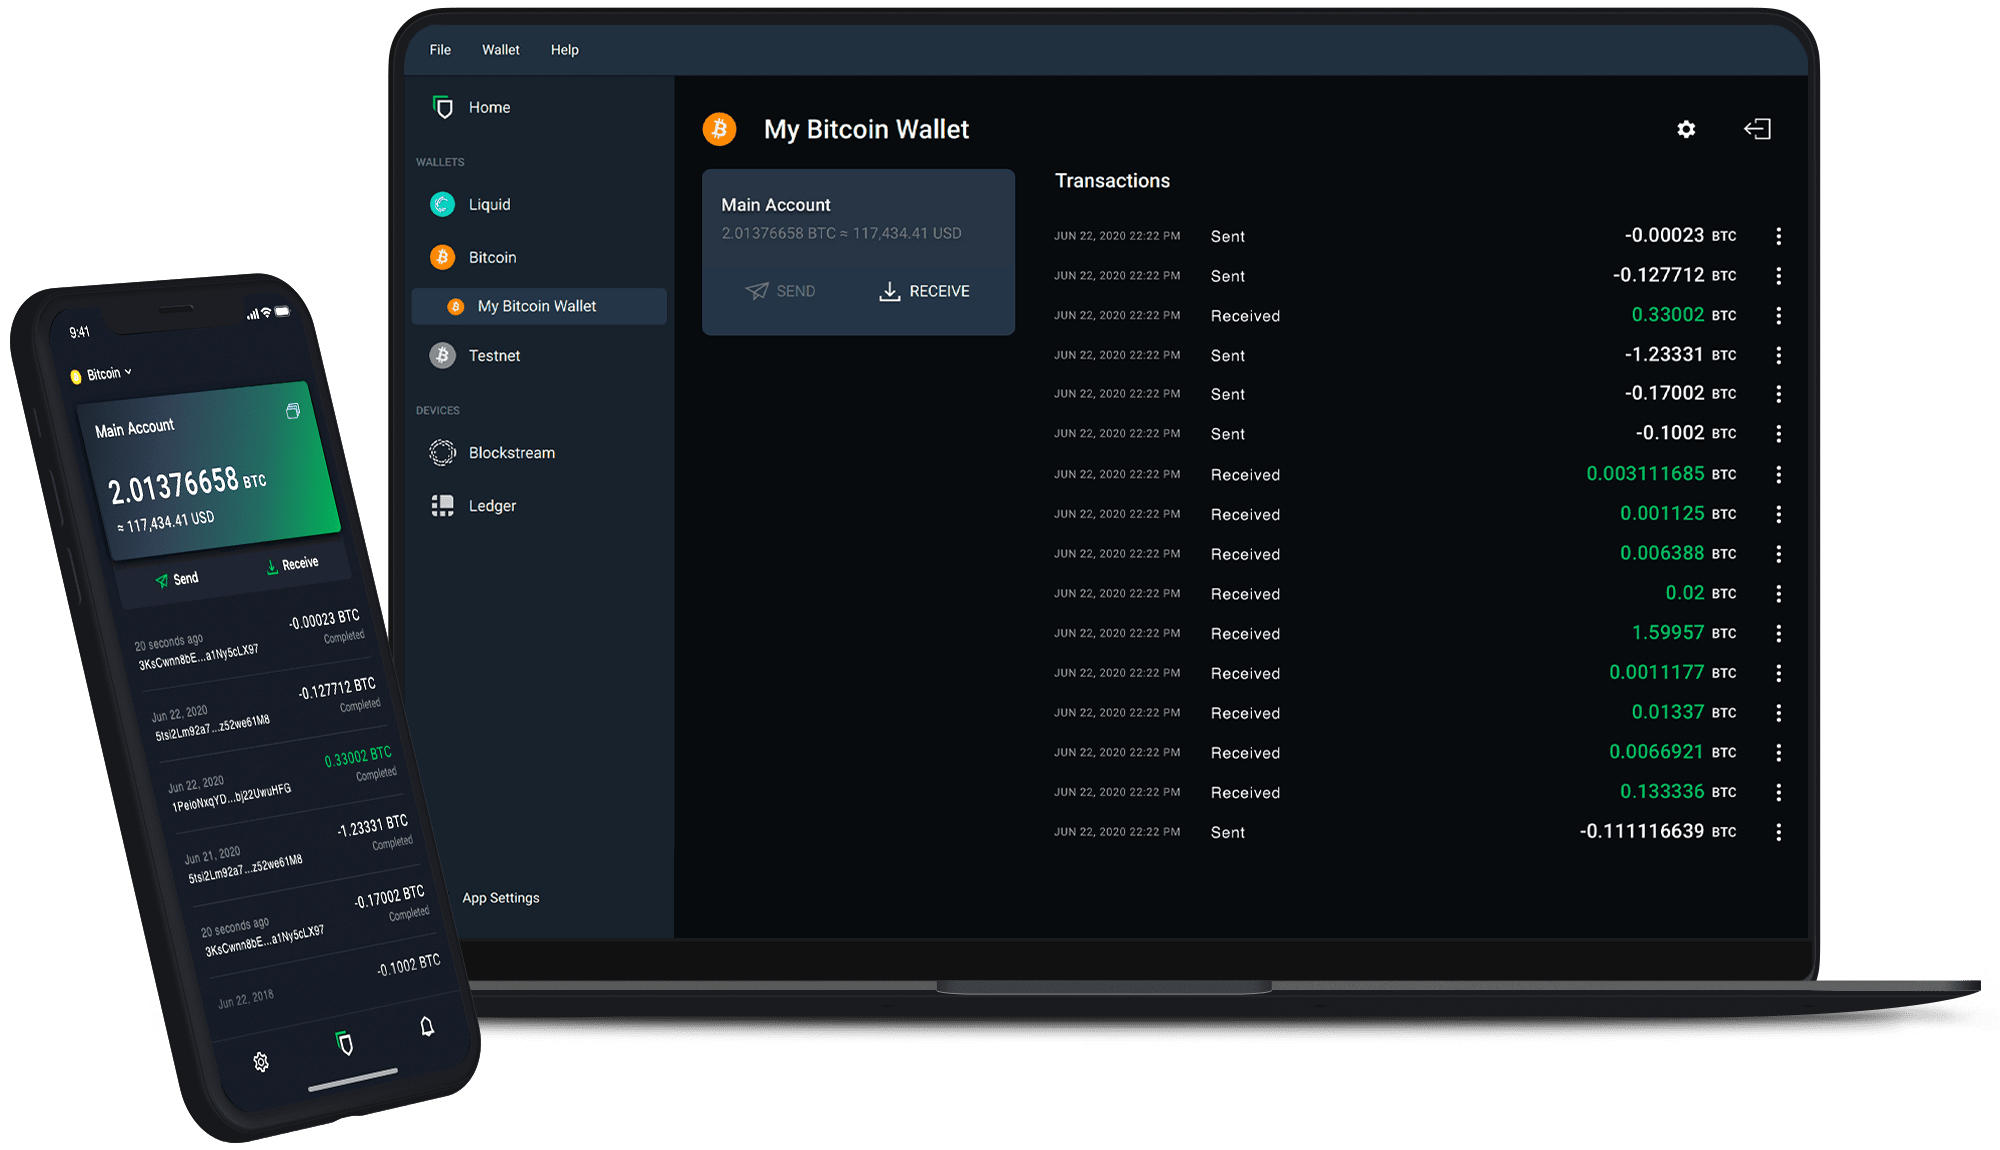 File Wallet Help
Home
WALLETS
Liquid
Bitcoin
My Bitcoin Wallet
Testnet
DEVICES
Blockstream
Ledger
App Settings
My Bitcoin Wallet
Main Account
2.01376658 BTC ≈ 117,434.41 USD
SEND RECEIVE
Transactions
JUN 22, 2020 22:22 PM Sent -0.00023 BTC
JUN 22, 2020 22:22 PM Sent -0.127712 BTC
JUN 22, 2020 22:22 PM Received 0.33002 BTC
JUN 22, 2020 22:22 PM Sent -1.23331 BTC
JUN 22, 2020 22:22 PM Sent -0.17002 BTC
JUN 22, 2020 22:22 PM Sent -0.1002 BTC
JUN 22, 2020 22:22 PM Received 0.003111685 BTC
JUN 22, 2020 22:22 PM Received 0.001125 BTC
JUN 22, 2020 22:22 PM Received 0.006388 BTC
JUN 22, 2020 22:22 PM Received 0.02 BTC
JUN 22, 2020 22:22 PM Received 1.59957 BTC
JUN 22, 2020 22:22 PM Received 0.0011177 BTC
JUN 22, 2020 22:22 PM Received 0.01337 BTC
JUN 22, 2020 22:22 PM Received 0.0066921 BTC
JUN 22, 2020 22:22 PM Received 0.133336 BTC
JUN 22, 2020 22:22 PM Sent -0.111116639 BTC
9:41
Bitcoin
Main Account
2.01376658 BTC
≈ 117,434.41 USD
Send Receive
20 seconds ago -0.00023 BTC
3KsCwnn8bE...a1Ny5cLX97 Completed
Jun 22, 2020 -0.127712 BTC
5tsi2Lm92a7...z52we61M8 Completed
Jun 22, 2020 0.33002 BTC
1PeioNxqYD...bj22UwuHFG Completed
Jun 21, 2020 -1.23331 BTC
5tsi2Lm92a7...z52we61M8 Completed
20 seconds ago -0.17002 BTC
3KsCwnn8bE...a1Ny5cLX97 Completed
Jun 22, 2018 -0.1002 BTC